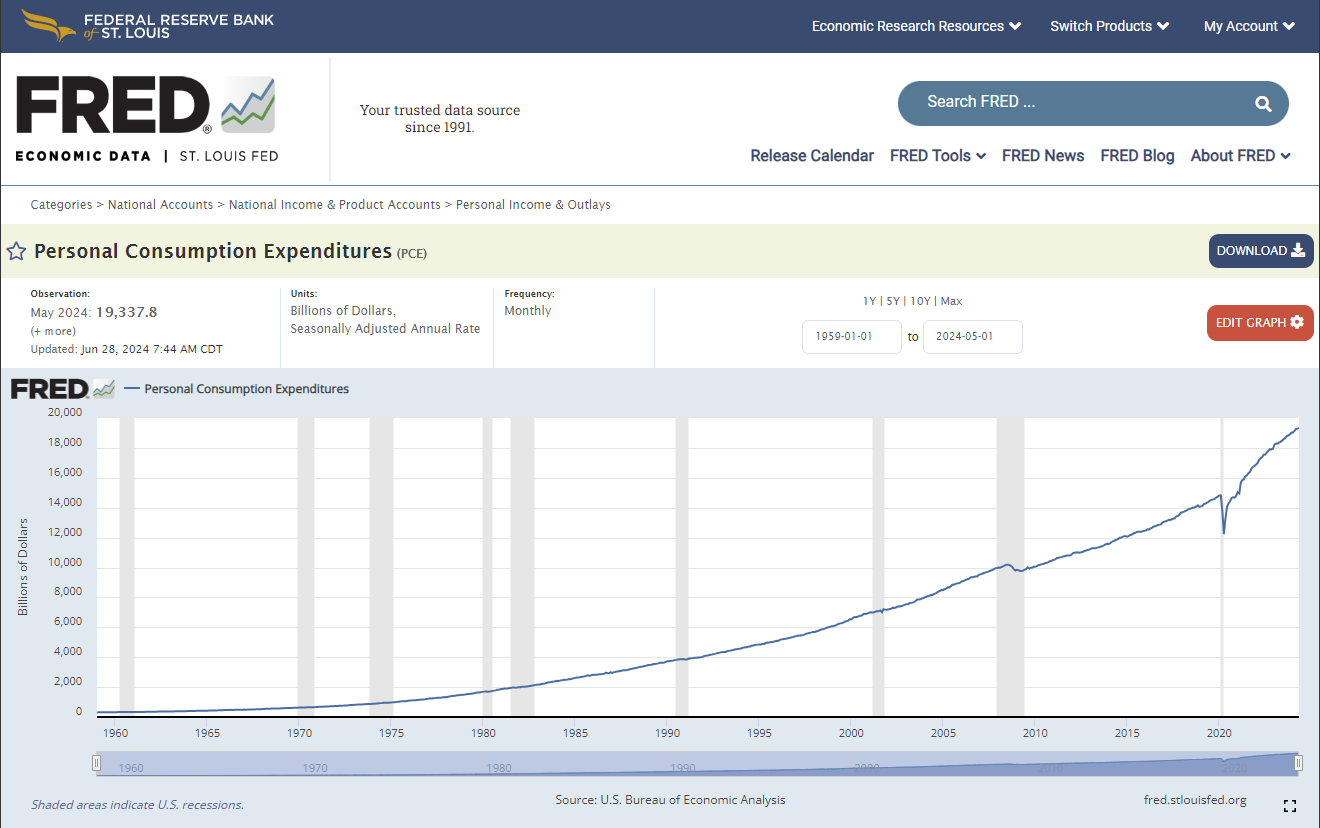 FEDERAL RESERVE BANK
of ST. LOUIS
Economic Research Resources
Switch Products
My Account
FRED®
ECONOMIC DATA | ST. LOUIS FED
Your trusted data source
since 1991.
Search FRED ...
Release Calendar
FRED Tools
FRED News
FRED Blog
About FRED
Categories > National Accounts > National Income & Product Accounts > Personal Income & Outlays
Personal Consumption Expenditures (PCE)
DOWNLOAD
Observation:
May 2024: 19,337.8
(+ more)
Updated: Jun 28, 2024 7:44 AM CDT
Units:
Billions of Dollars,
Seasonally Adjusted Annual Rate
Frequency:
Monthly
1Y | 5Y | 10Y | Max
1959-01-01 to 2024-05-01
EDIT GRAPH
FRED
Personal Consumption Expenditures
Billions of Dollars
20,000
18,000
16,000
14,000
12,000
10,000
8,000
6,000
4,000
2,000
0
1960 1965 1970 1975 1980 1985 1990 1995 2000 2005 2010 2015 2020
1960 1970 1980 1990 2000 2010 2020
Shaded areas indicate U.S. recessions.
Source: U.S. Bureau of Economic Analysis
fred.stlouisfed.org